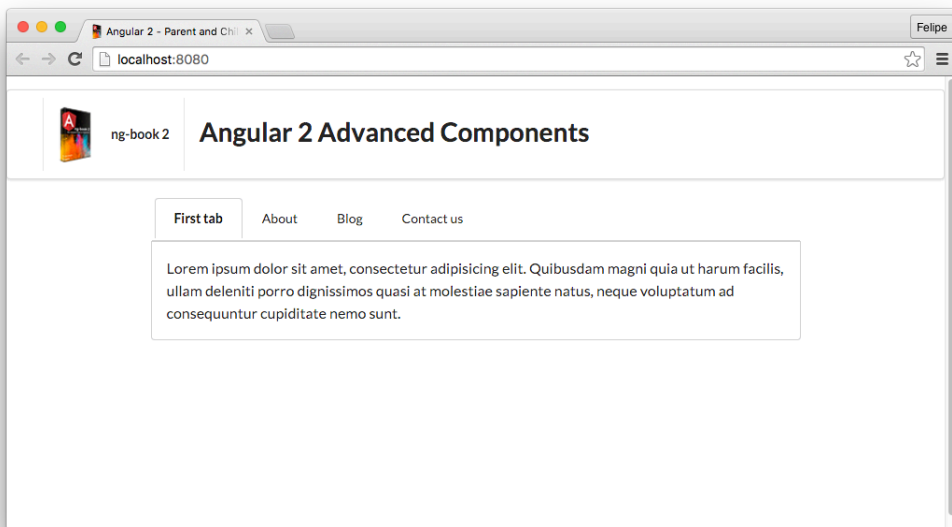 Angular 2 - Parent and Chil
Felipe
localhost:8080
ng-book 2
Angular 2 Advanced Components
First tab
About
Blog
Contact us
Lorem ipsum dolor sit amet, consectetur adipisicing elit. Quibusdam magni quia ut harum facilis,
ullam deleniti porro dignissimos quasi at molestiae sapiente natus, neque voluptatum ad
consequuntur cupiditate nemo sunt.